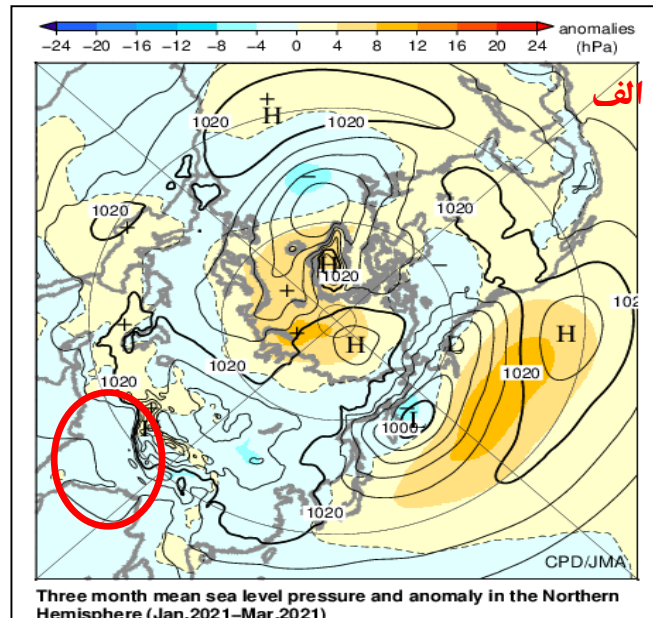 anomalies
−24 −20 −16 −12 −8 −4 0 4 8 12 16 20 24 (hPa)
الف
H
1020 1020
1020
H
1020
1020
H
H
L
1020
1020
1020
1000
L
1020
1020
CPD/JMA
Three month mean sea level pressure and anomaly in the Northern
Hemisphere (Jan.2021−Mar.2021)